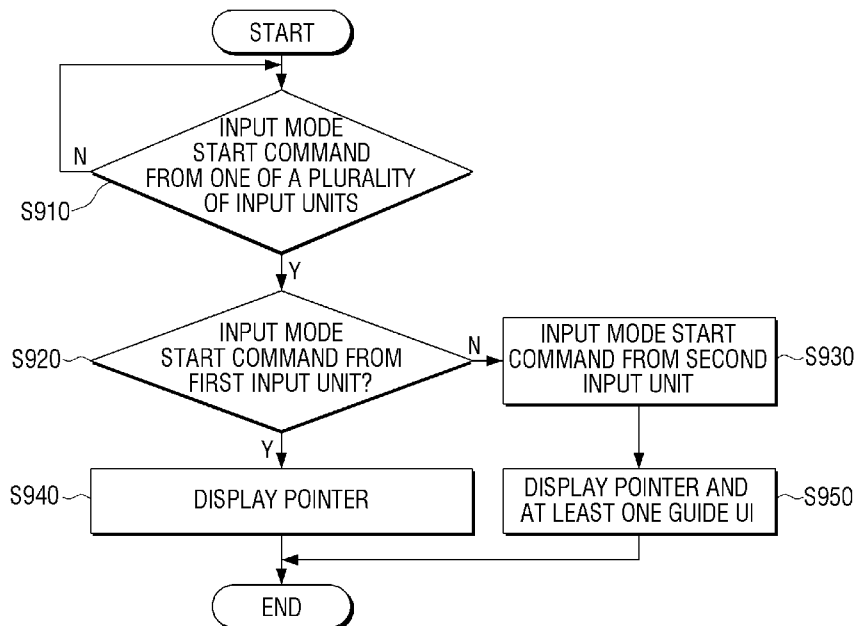 START
INPUT MODE
START COMMAND
FROM ONE OF A PLURALITY
OF INPUT UNITS
N
S910
Y
INPUT MODE
START COMMAND FROM
FIRST INPUT UNIT?
S920
N
INPUT MODE START
COMMAND FROM SECOND
INPUT UNIT
S930
Y
S940
DISPLAY POINTER
DISPLAY POINTER AND
AT LEAST ONE GUIDE UI
S950
END